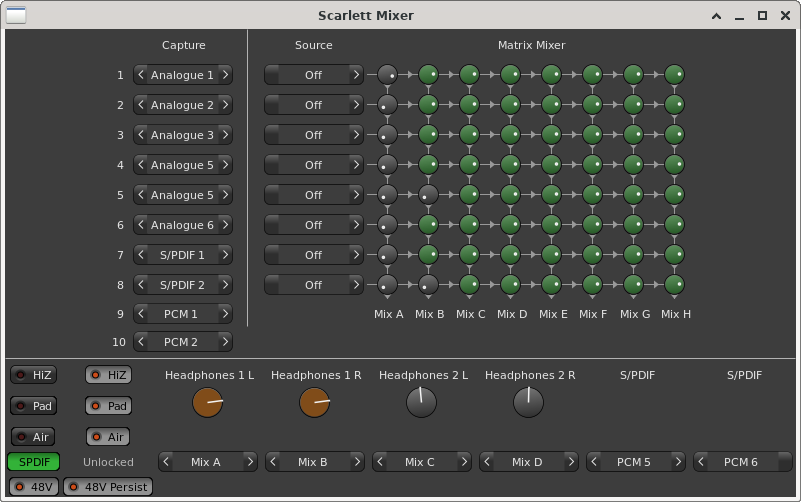 Scarlett Mixer
Capture Source Matrix Mixer
1 Analogue 1 Off
2 Analogue 2 Off
3 Analogue 3 Off
4 Analogue 5 Off
5 Analogue 5 Off
6 Analogue 6 Off
7 S/PDIF 1 Off
8 S/PDIF 2 Off
9 PCM 1 Mix A Mix B Mix C Mix D Mix E Mix F Mix G Mix H
10 PCM 2
HiZ HiZ Headphones 1 L Headphones 1 R Headphones 2 L Headphones 2 R S/PDIF S/PDIF
Pad Pad
Air Air
SPDIF Unlocked Mix A Mix B Mix C Mix D PCM 5 PCM 6
48V 48V Persist